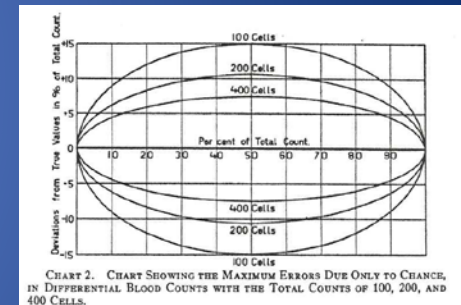 Deviations from True Values in % of Total Count.
+15
+10
+5
0
+5
-10
-15
100 Cells
200 Cells
400 Cells
Per cent of Total Count.
10 20 30 40 50 60 70 80 90
400 Cells
200 Cells
100 Cells
CHART 2. CHART SHOWING THE MAXIMUM ERRORS DUE ONLY TO CHANCE,
IN DIFFERENTIAL BLOOD COUNTS WITH THE TOTAL COUNTS OF 100, 200, AND
400 CELLS.